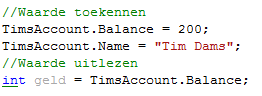 //Waarde toekennen
TimsAccount.Balance = 200;
TimsAccount.Name = "Tim Dams";
//Waarde uitlezen
int geld = TimsAccount.Balance;